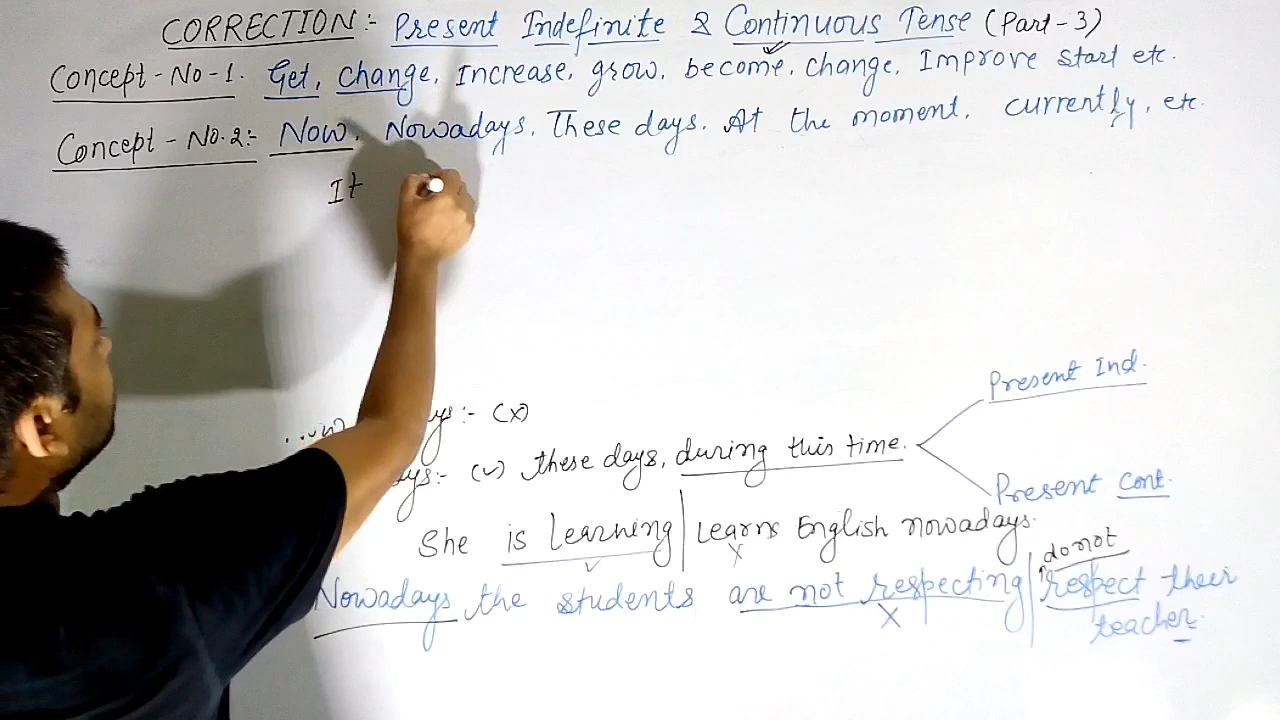 CORRECTION:- Present Indefinite & Continuous Tense (Part-3)
Concept-No-1. Get, change, Increase, grow, become, change, Improve start etc.
Concept-No.2:- Now, Nowadays, These days. At the moment, currently, etc.
It
:- (x)
:- (✓) these days, during this time.
Present Ind.
Present Cont.
She is learning | Learns English nowadays.
✓ x
do not
Nowadays the students are not respecting | respect their
x teacher.